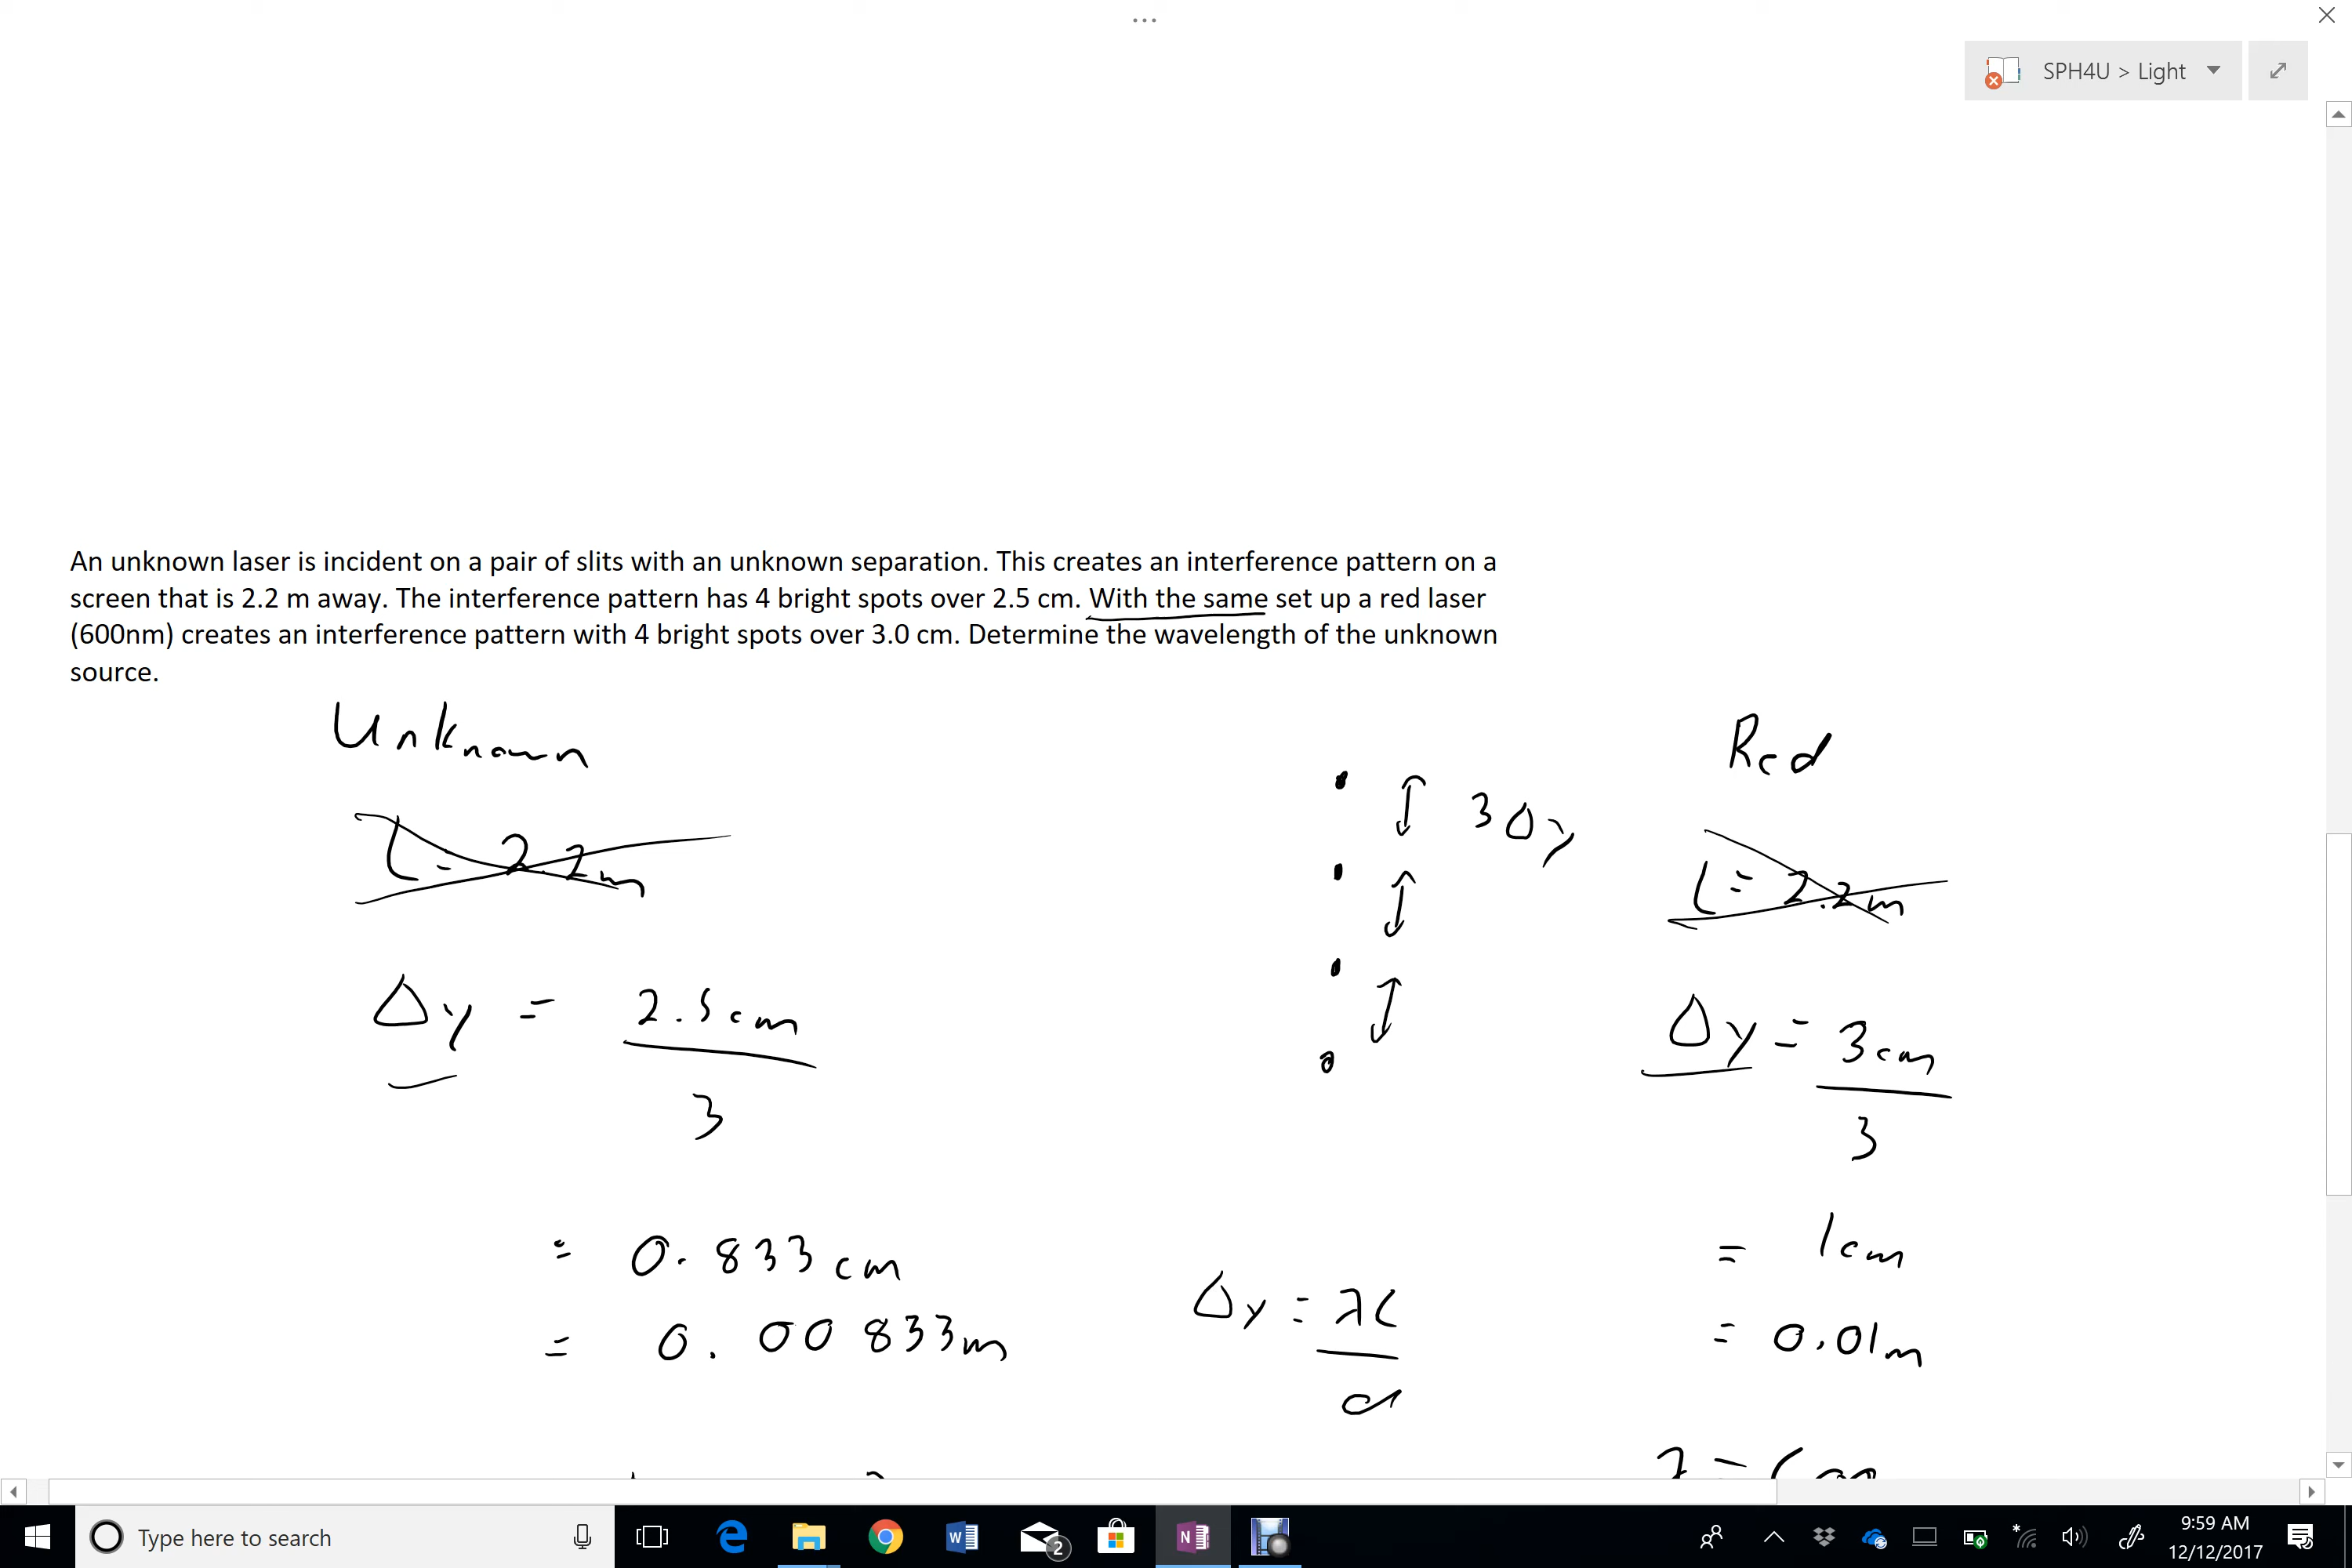 SPH4U > Light
An unknown laser is incident on a pair of slits with an unknown separation. This creates an interference pattern on a
screen that is 2.2 m away. The interference pattern has 4 bright spots over 2.5 cm. With the same set up a red laser
(600nm) creates an interference pattern with 4 bright spots over 3.0 cm. Determine the wavelength of the unknown
source.
Unknown
L = 2.2m
Δy = 2.5cm
3
= 0.833cm
= 0.00833m
3Δy
Δy = λL
d
Red
L = 2.2m
Δy = 3cm
3
= 1cm
= 0.01m
Type here to search
2
9:59 AM
12/12/2017